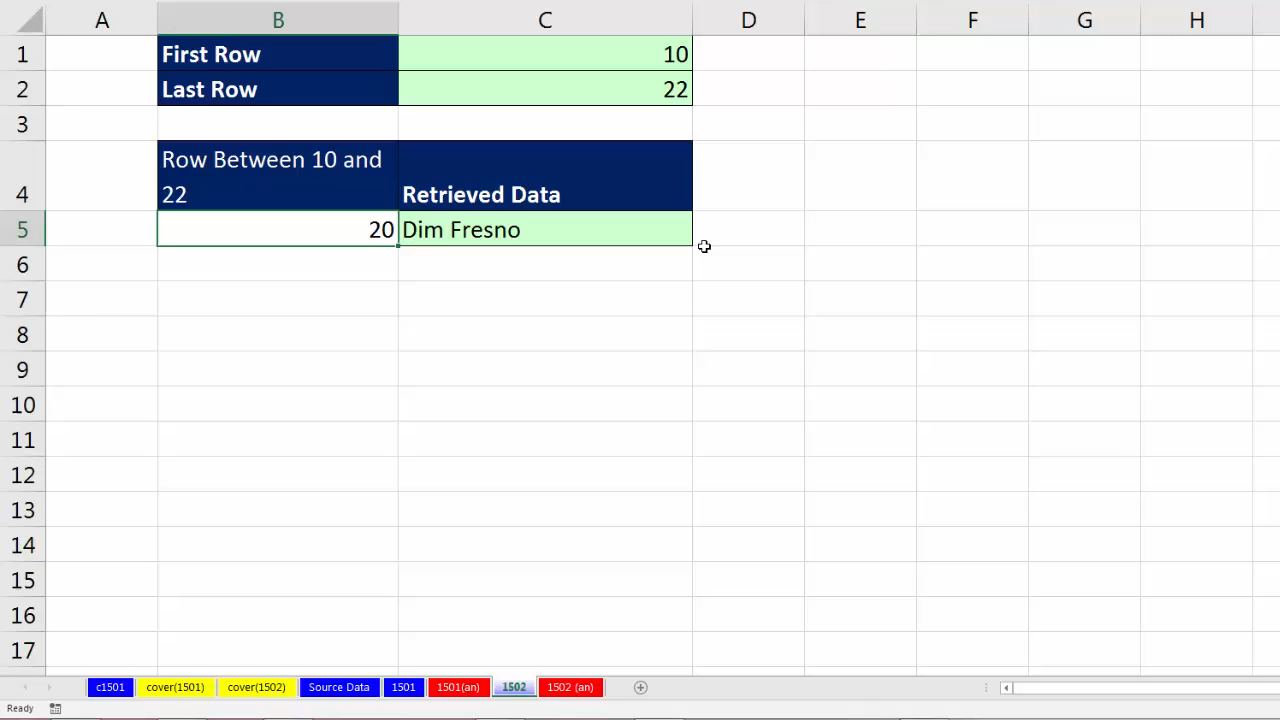 A B C D E F G H
1 First Row 10
2 Last Row 22
3
Row Between 10 and
4 22 Retrieved Data
5 20 Dim Fresno
6
7
8
9
10
11
12
13
14
15
16
17
c1501 cover(1501) cover(1502) Source Data 1501 1501(an) 1502 1502 (an)
Ready